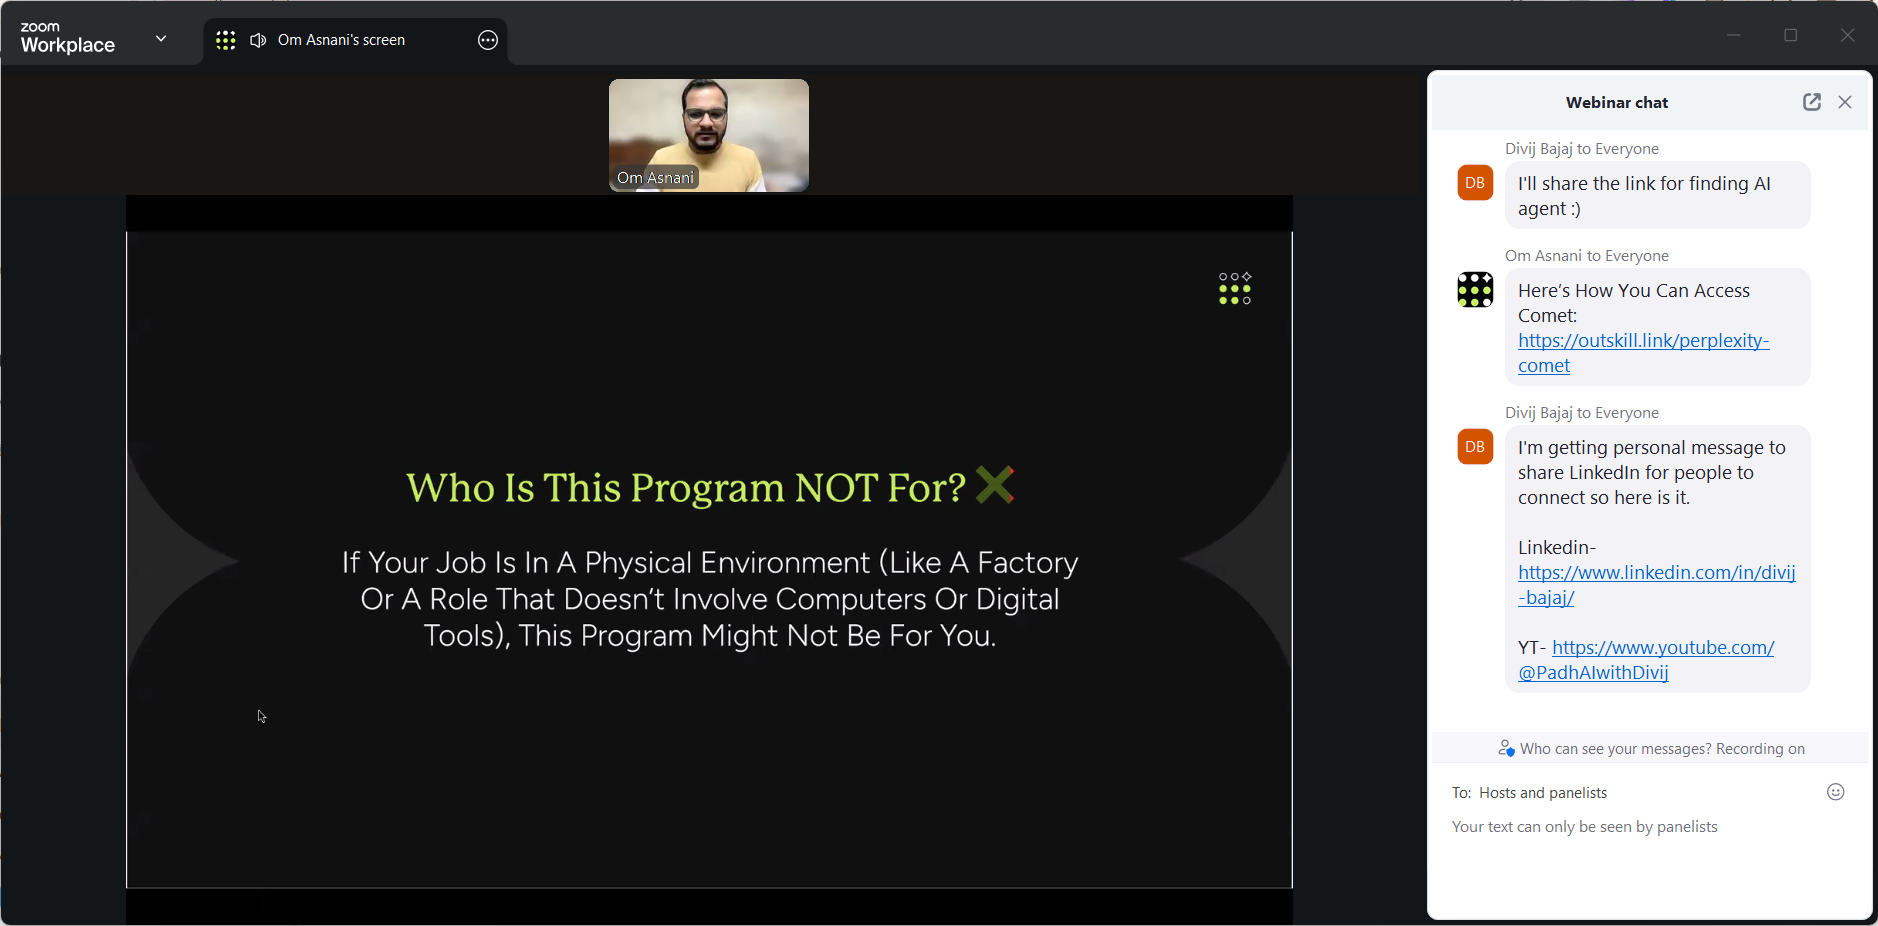 zoom
Workplace
Om Asnani's screen
Om Asnani
Who Is This Program NOT For? ❌
If Your Job Is In A Physical Environment (Like A Factory
Or A Role That Doesn't Involve Computers Or Digital
Tools), This Program Might Not Be For You.
Webinar chat
Divij Bajaj to Everyone
DB
I'll share the link for finding AI
agent :)
Om Asnani to Everyone
Here's How You Can Access
Comet:
https://outskill.link/perplexity-
comet
Divij Bajaj to Everyone
DB
I'm getting personal message to
share LinkedIn for people to
connect so here is it.
Linkedin-
https://www.linkedin.com/in/divij
-bajaj/
YT- https://www.youtube.com/
@PadhAIwithDivij
Who can see your messages? Recording on
To: Hosts and panelists
Your text can only be seen by panelists